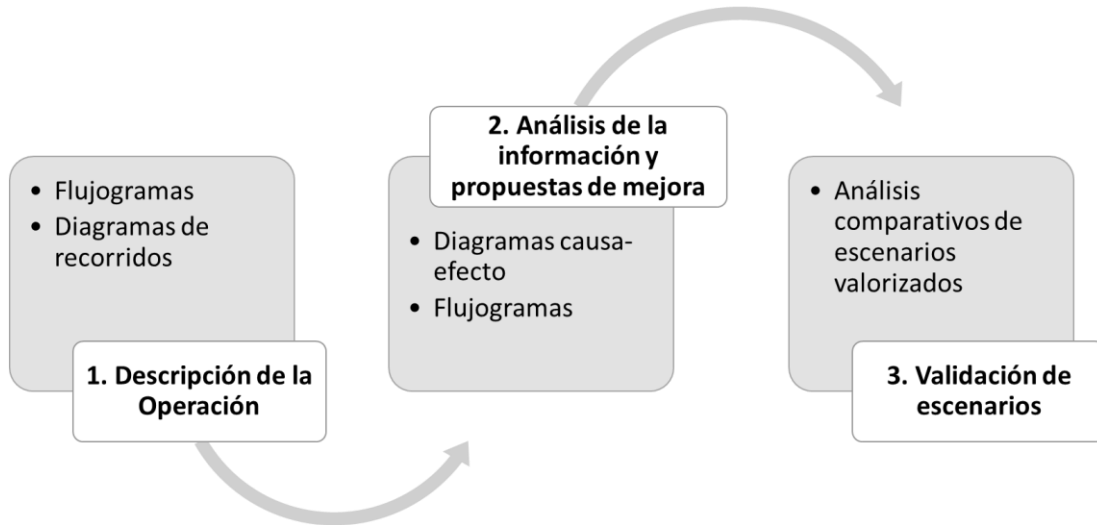 • Flujogramas
• Diagramas de
recorridos
1. Descripción de la
Operación
2. Análisis de la
información y
propuestas de mejora
• Diagramas causa-
efecto
• Flujogramas
• Análisis
comparativos de
escenarios
valorizados
3. Validación de
escenarios